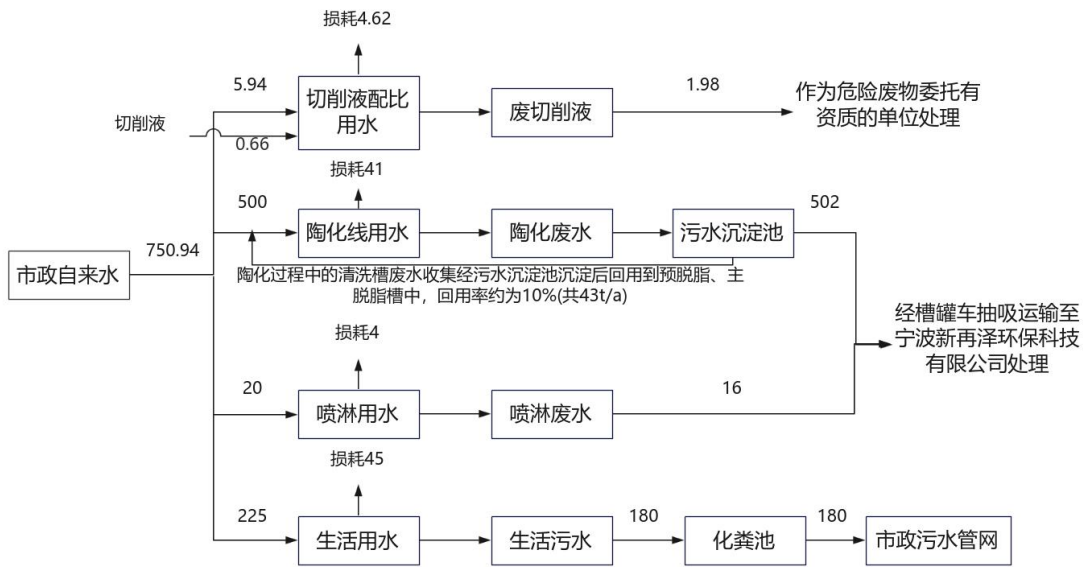 损耗4.62
5.94
切削液
0.66
切削液配比
用水
废切削液
1.98
作为危险废物委托有
资质的单位处理
损耗41
500
陶化线用水
陶化废水
污水沉淀池
502
市政自来水
750.94
陶化过程中的清洗槽废水收集经污水沉淀池沉淀后回用到预脱脂、主
脱脂槽中，回用率约为10%(共43t/a)
经槽罐车抽吸运输至
宁波新再泽环保科技
有限公司处理
损耗4
20
喷淋用水
喷淋废水
16
损耗45
225
生活用水
生活污水
180
化粪池
180
市政污水管网